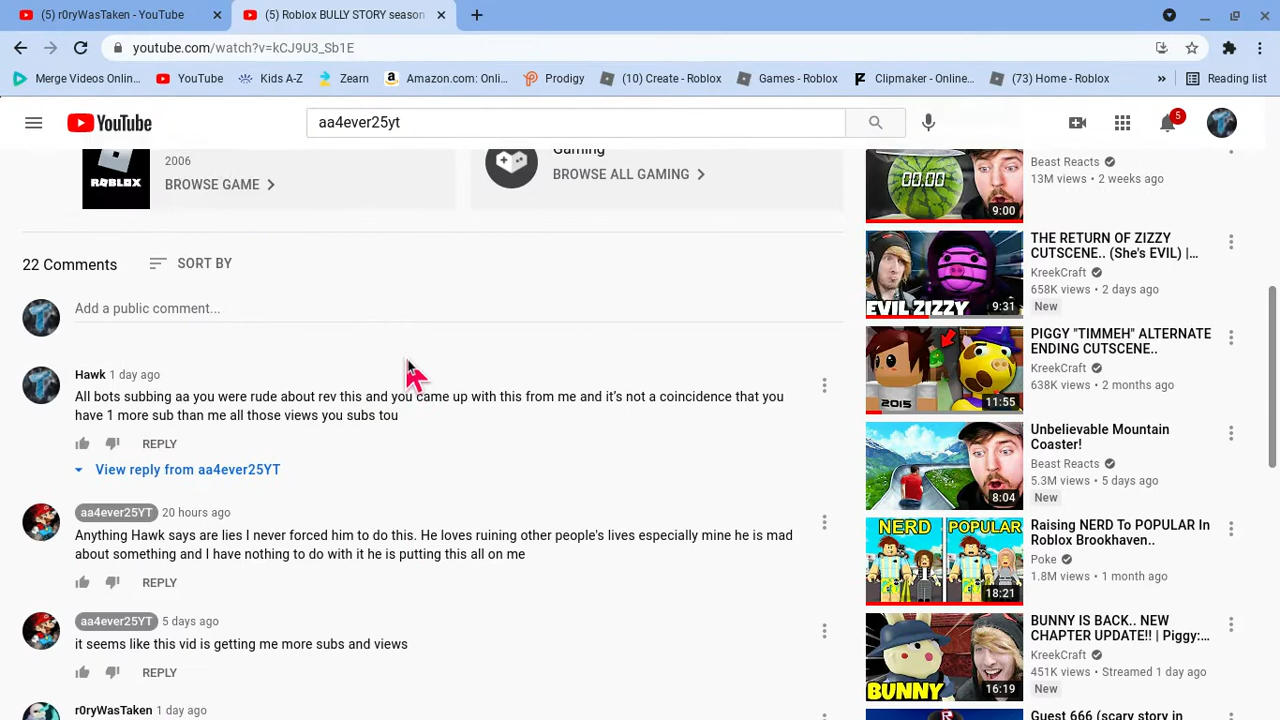 (5) roryWasTaken - YouTube
(5) Roblox BULLY STORY season
youtube.com/watch?v=kCJ9U3_Sb1E
Merge Videos Onlin... YouTube Kids A-Z Zearn Amazon.com: Onli... Prodigy (10) Create - Roblox Games - Roblox Clipmaker - Online... (73) Home - Roblox » Reading list
YouTube
aa4ever25yt
5
ROBLOX
2006
BROWSE GAME
Gaming
BROWSE ALL GAMING
22 Comments SORT BY
Add a public comment...
Hawk 1 day ago
All bots subbing aa you were rude about rev this and you came up with this from me and it's not a coincidence that you
have 1 more sub than me all thoe views you subs tou
REPLY
View reply from aa4ever25YT
aa4ever25YT 20 hours ago
Anything Hawk says are lies I never told him to do this. He loves ruining other people's lives especially mine he is mad
about something and I have nothing to do with it he is putting this all on me
REPLY
aa4ever25YT 5 days ago
it seems like this vid is getting me more subs and views
REPLY
r0ryWasTaken 1 day ago
00.00
9:00
Beast Reacts
13M views • 2 weeks ago
EVIL ZIZZY
9:31
THE RETURN OF ZIZZY
CUTSCENE.. (She's EVIL) |...
KreekCraft
658K views • 2 days ago
New
2015
11:55
PIGGY "TIMMEH" ALTERNATE
ENDING CUTSCENE..
KreekCraft
638K views • 2 months ago
8:04
Unbelievable Mountain
Coaster!
Beast Reacts
5.3M views • 5 days ago
New
NERD POPULAR
18:21
Raising NERD To POPULAR In
Roblox Brookhaven..
Poke
1.8M views • 1 month ago
BUNNY
16:19
BUNNY IS BACK.. NEW
CHAPTER UPDATE!! | Piggy:...
KreekCraft
451K views • Streamed 1 day ago
New
Guest 666 (scary story in